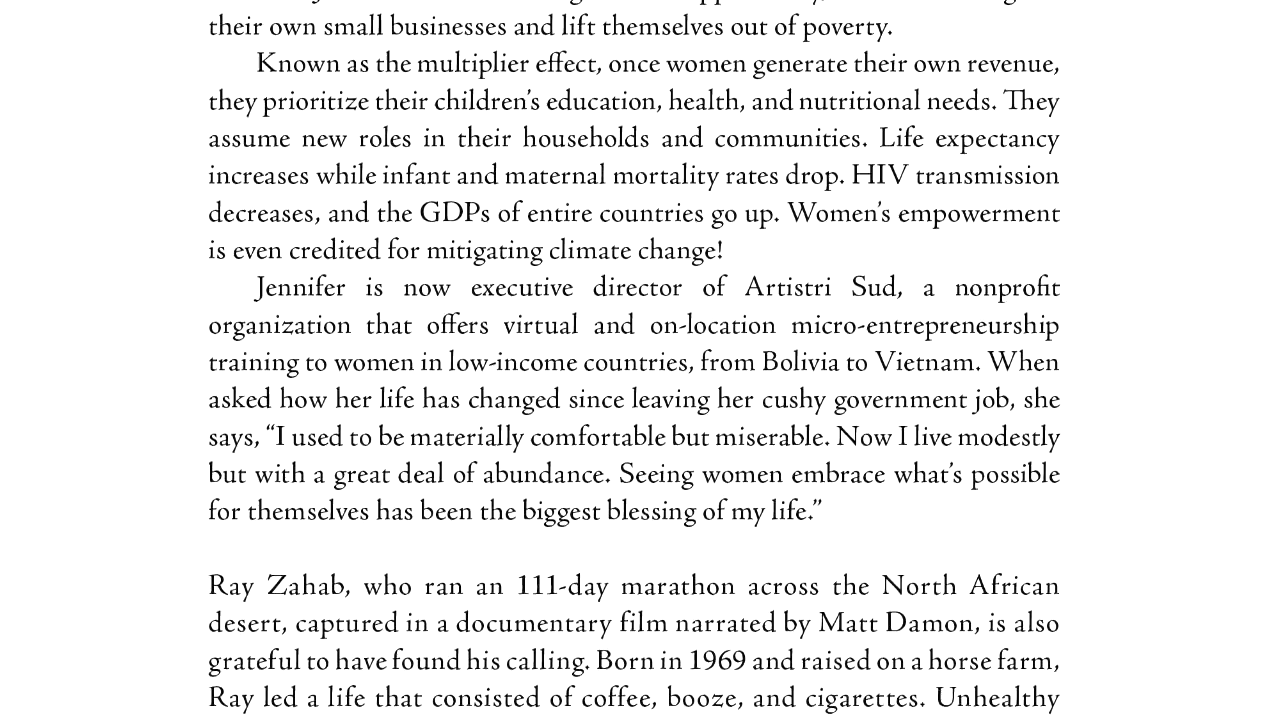 their own small businesses and lift themselves out of poverty.
Known as the multiplier effect, once women generate their own revenue,
they prioritize their children's education, health, and nutritional needs. They
assume new roles in their households and communities. Life expectancy
increases while infant and maternal mortality rates drop. HIV transmission
decreases, and the GDPs of entire countries go up. Women's empowerment
is even credited for mitigating climate change!
Jennifer is now executive director of Artistri Sud, a nonprofit
organization that offers virtual and on-location micro-entrepreneurship
training to women in low-income countries, from Bolivia to Vietnam. When
asked how her life has changed since leaving her cushy government job, she
says, “I used to be materially comfortable but miserable. Now I live modestly
but with a great deal of abundance. Seeing women embrace what's possible
for themselves has been the biggest blessing of my life.”
Ray Zahab, who ran an 111-day marathon across the North African
desert, captured in a documentary film narrated by Matt Damon, is also
grateful to have found his calling. Born in 1969 and raised on a horse farm,
Ray led a life that consisted of coffee, booze, and cigarettes. Unhealthy